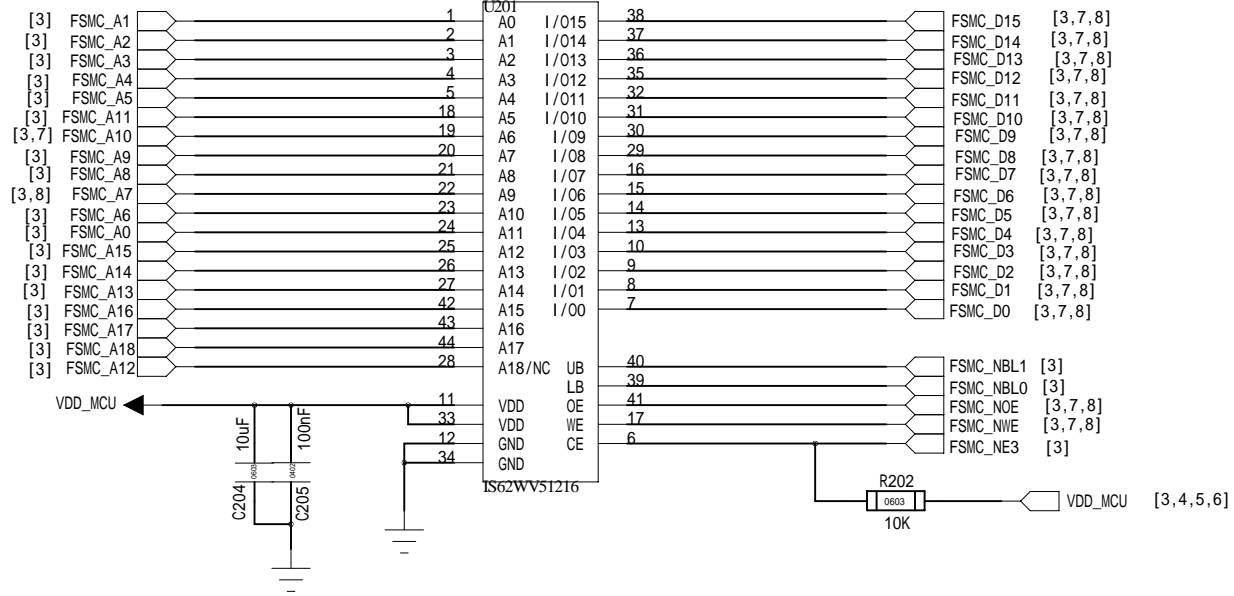 U201
[3] FSMC_A1 1 A0 I/O15 38 FSMC_D15 [3,7,8]
[3] FSMC_A2 2 A1 I/O14 37 FSMC_D14 [3,7,8]
[3] FSMC_A3 3 A2 I/O13 36 FSMC_D13 [3,7,8]
[3] FSMC_A4 4 A3 I/O12 35 FSMC_D12 [3,7,8]
[3] FSMC_A5 5 A4 I/O11 32 FSMC_D11 [3,7,8]
[3] FSMC_A11 18 A5 I/O10 31 FSMC_D10 [3,7,8]
[3,7] FSMC_A10 19 A6 I/O9 30 FSMC_D9 [3,7,8]
[3] FSMC_A9 20 A7 I/O8 29 FSMC_D8 [3,7,8]
[3] FSMC_A8 21 A8 I/O7 16 FSMC_D7 [3,7,8]
[3,8] FSMC_A7 22 A9 I/O6 15 FSMC_D6 [3,7,8]
[3] FSMC_A6 23 A10 I/O5 14 FSMC_D5 [3,7,8]
[3] FSMC_A0 24 A11 I/O4 13 FSMC_D4 [3,7,8]
[3] FSMC_A15 25 A12 I/O3 10 FSMC_D3 [3,7,8]
[3] FSMC_A14 26 A13 I/O2 9 FSMC_D2 [3,7,8]
[3] FSMC_A13 27 A14 I/O1 8 FSMC_D1 [3,7,8]
[3] FSMC_A16 42 A15 I/O0 7 FSMC_D0 [3,7,8]
[3] FSMC_A17 43 A16
[3] FSMC_A18 44 A17
[3] FSMC_A12 28 A18/NC UB 40 FSMC_NBL1 [3]
LB 39 FSMC_NBL0 [3]
VDD_MCU 11 VDD OE 41 FSMC_NOE [3,7,8]
33 VDD WE 17 FSMC_NWE [3,7,8]
12 GND CE 6 FSMC_NE3 [3]
34 GND
IS62WV51216
10uF 0603 C204
100nF 0402 C205
R202
0603 VDD_MCU [3,4,5,6]
10K